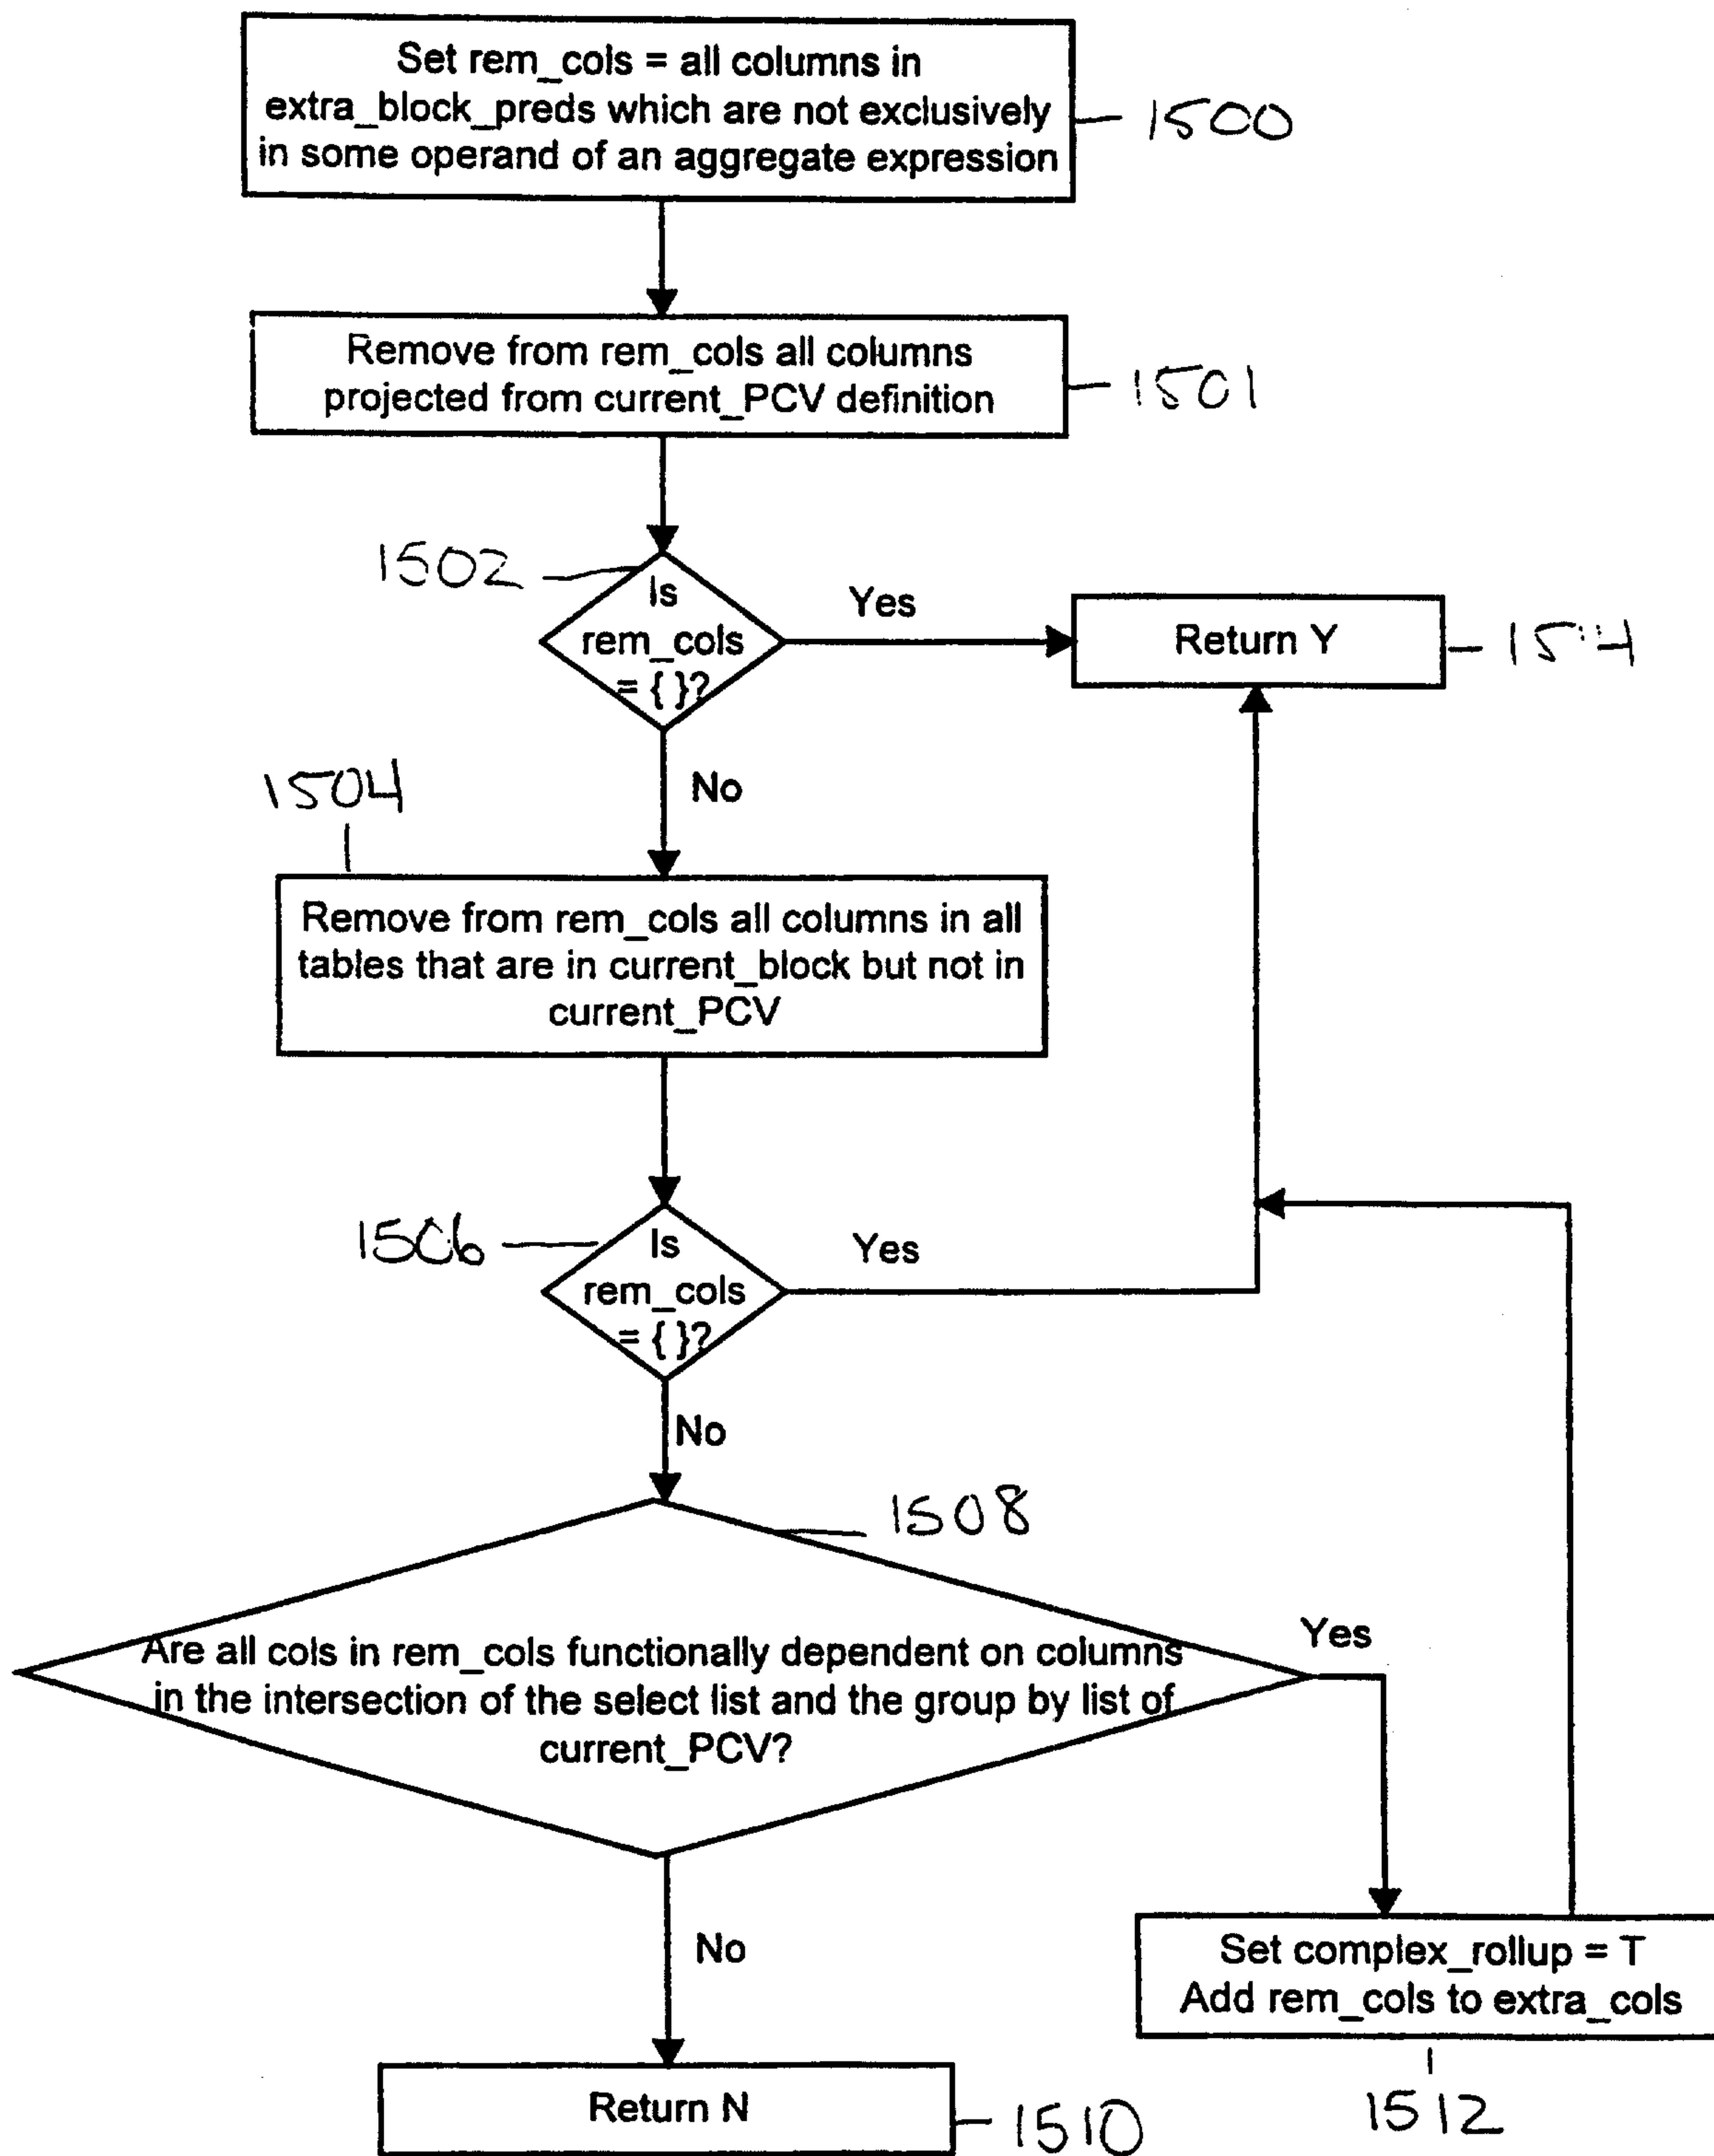 Set rem_cols = all columns in
extra_block_preds which are not exclusively
in some operand of an aggregate expression
1500
Remove from rem_cols all columns
projected from current_PCV definition
1501
1502
Is
rem_cols
= { }?
Yes
Return Y
No
1504
Remove from rem_cols all columns in all
tables that are in current_block but not in
current_PCV
1506
Is
rem_cols
= { }?
Yes
No
1508
Are all cols in rem_cols functionally dependent on columns
in the intersection of the select list and the group by list of
current_PCV?
Yes
No
Set complex_rollup = T
Add rem_cols to extra_cols
1512
Return N
1510